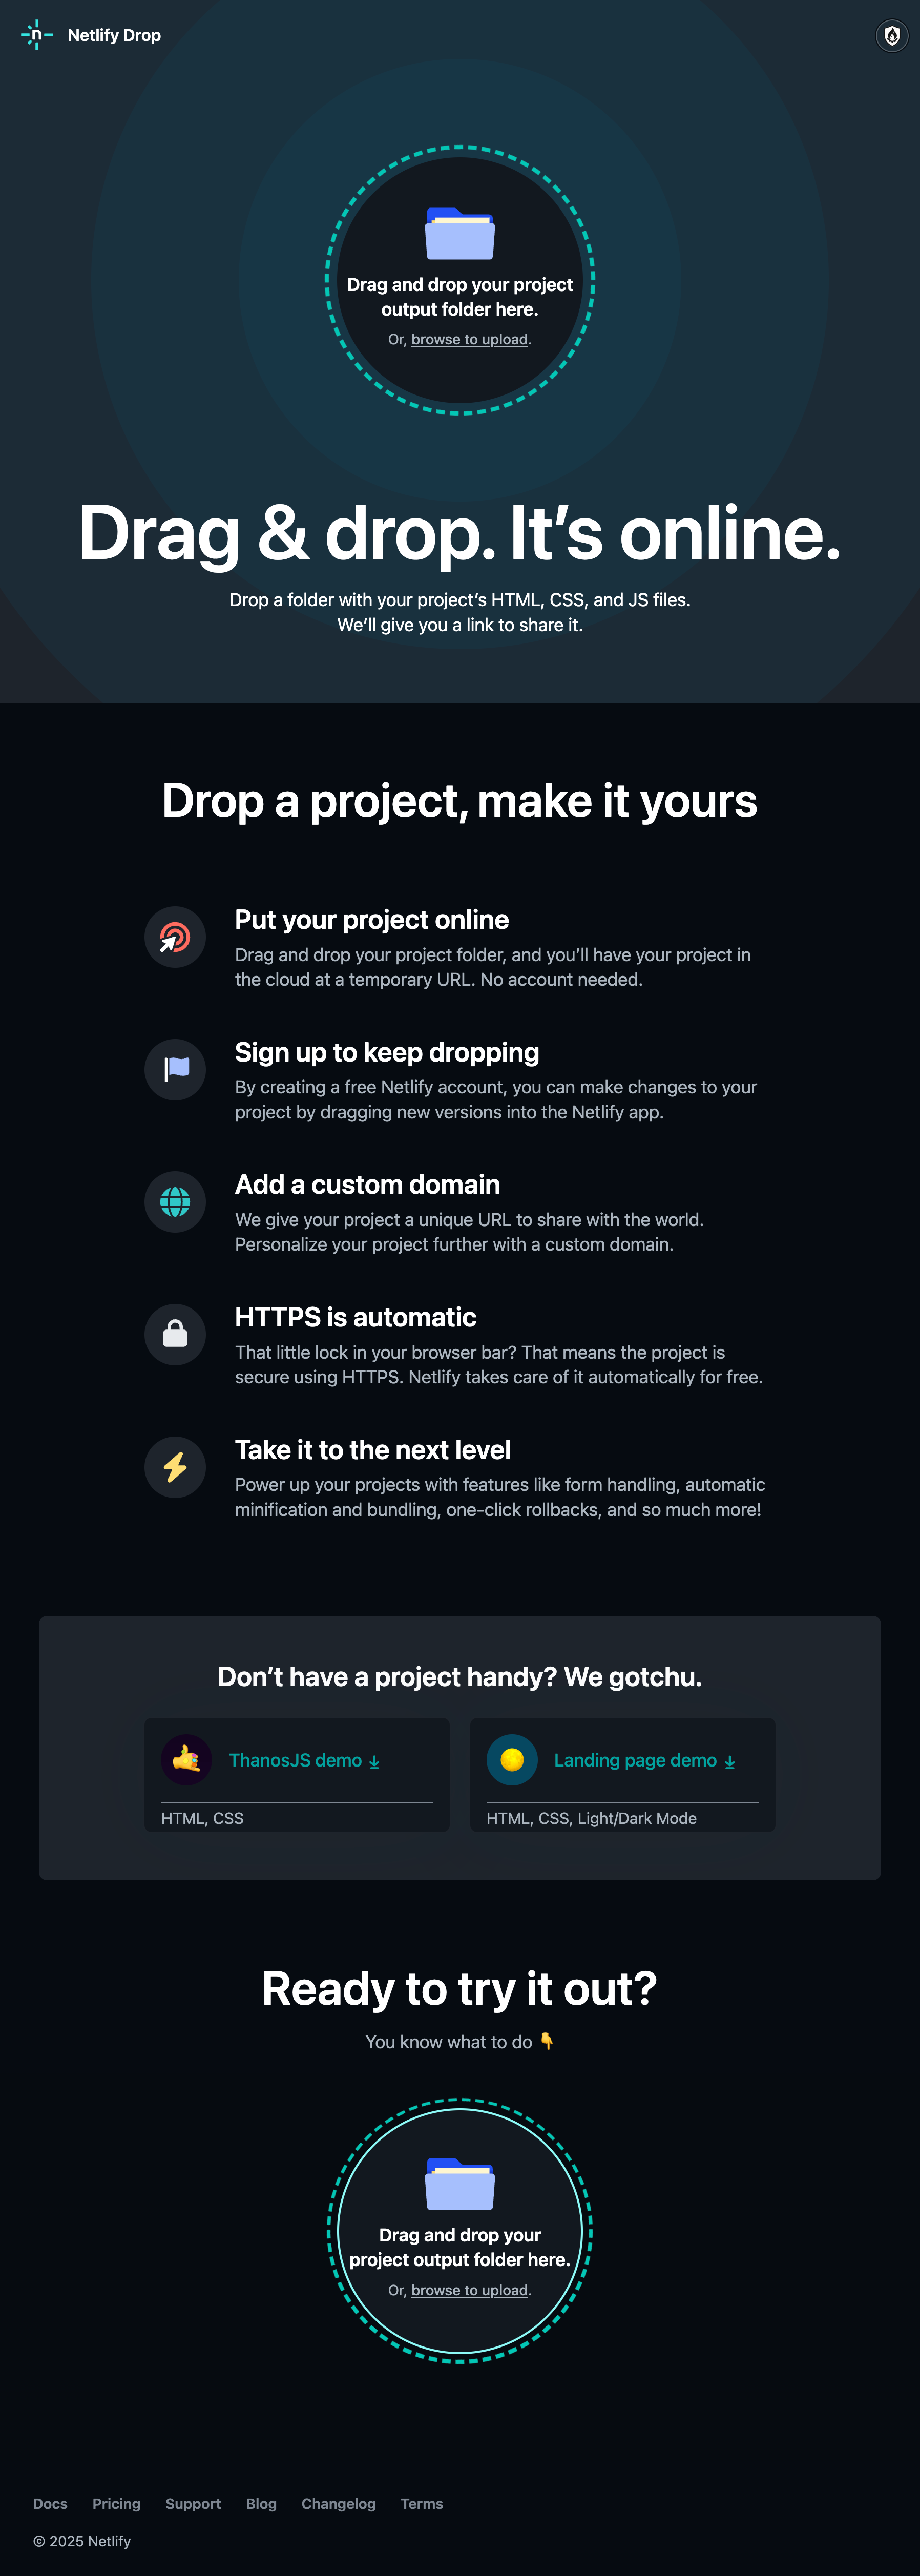 Netlify Drop
Drag and drop your project
output folder here.
Or, browse to upload.
Drag & drop. It’s online.
Drop a folder with your project’s HTML, CSS, and JS files.
We’ll give you a link to share it.
Drop a project, make it yours
Put your project online
Drag and drop your project folder, and you’ll have your project in
the cloud at a temporary URL. No account needed.
Sign up to keep dropping
By creating a free Netlify account, you can make changes to your
project by dragging new versions into the Netlify app.
Add a custom domain
We give your project a unique URL to share with the world.
Personalize your project further with a custom domain.
HTTPS is automatic
That little lock in your browser bar? That means the project is
secure using HTTPS. Netlify takes care of it automatically for free.
Take it to the next level
Power up your projects with features like form handling, automatic
minification and bundling, one-click rollbacks, and so much more!
Don’t have a project handy? We gotchu.
ThanosJS demo
HTML, CSS
Landing page demo
HTML, CSS, Light/Dark Mode
Ready to try it out?
You know what to do 👇
Drag and drop your
project output folder here.
Or, browse to upload.
Docs Pricing Support Blog Changelog Terms
© 2025 Netlify